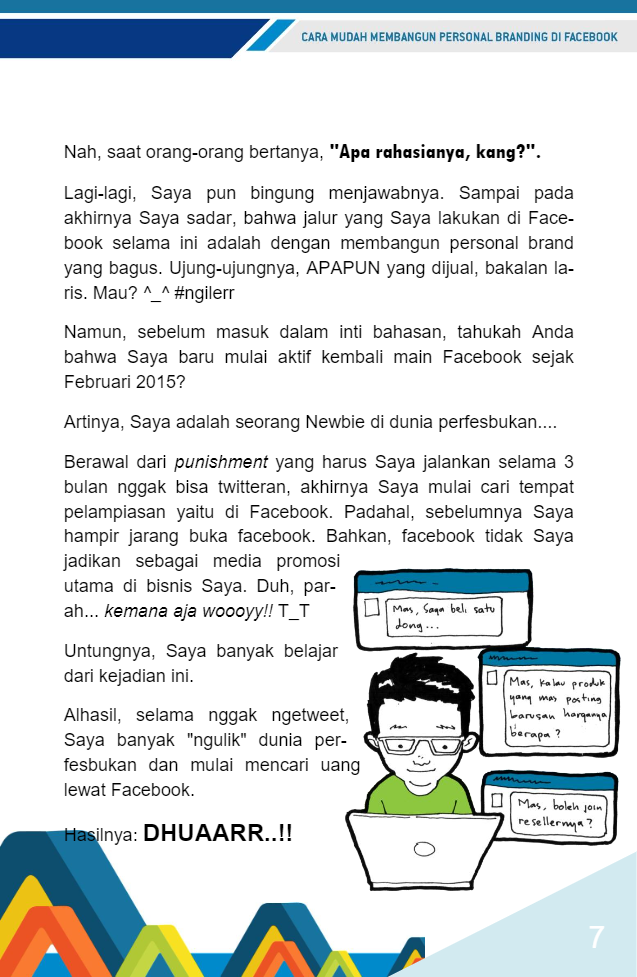 CARA MUDAH MEMBANGUN PERSONAL BRANDING DI FACEBOOK
Nah, saat orang-orang bertanya, "Apa rahasianya, kang?".
Lagi-lagi, Saya pun bingung menjawabnya. Sampai pada
akhirnya Saya sadar, bahwa jalur yang Saya lakukan di Face-
book selama ini adalah dengan membangun personal brand
yang bagus. Ujung-ujungnya, APAPUN yang dijual, bakalan la-
ris. Mau? ^_^ #ngilerr
Namun, sebelum masuk dalam inti bahasan, tahukah Anda
bahwa Saya baru mulai aktif kembali main Facebook sejak
Februari 2015?
Artinya, Saya adalah seorang Newbie di dunia perfesbukan....
Berawal dari punishment yang harus Saya jalankan selama 3
bulan nggak bisa twitteran, akhirnya Saya mulai cari tempat
pelampiasan yaitu di Facebook. Padahal, sebelumnya Saya
hampir jarang buka facebook. Bahkan, facebook tidak Saya
jadikan sebagai media promosi
utama di bisnis Saya. Duh, par-
ah... kemana aja woooyy!! T_T
Untungnya, Saya banyak belajar
dari kejadian ini.
Alhasil, selama nggak ngetweet,
Saya banyak "ngulik" dunia per-
fesbukan dan mulai mencari uang
lewat Facebook.
Hasilnya: DHUAARR..!!
Mas, Saya beli satu
dong...
Mas, kalau produk
yang mas posting
barusan harganya
berapa?
Mas, boleh join
resellernya?
7